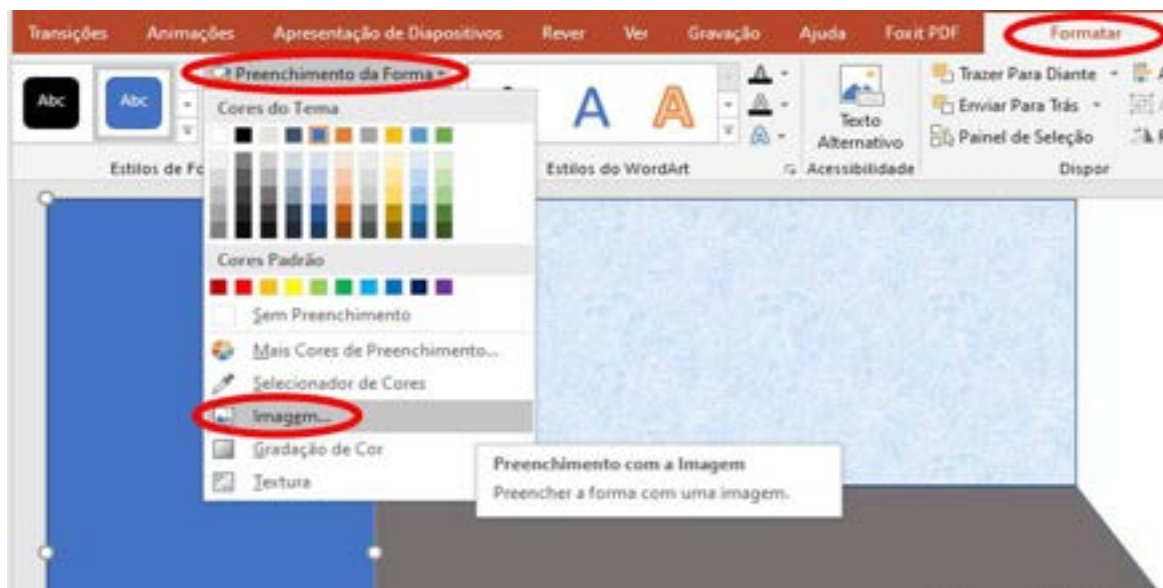 Transições Animações Apresentação de Diapositivos Rever Ver Gravação Ajuda Foxit PDF Formatar
Preenchimento da Forma
Abc Abc
Cores do Tema
Trazer Para Diante
Enviar Para Trás
Painel de Seleção
Texto
Alternativo
Estilos de Fo
Estilos do WordArt
Acessibilidade
Dispor
Cores Padrão
Sem Preenchimento
Mais Cores de Preenchimento...
Selecionador de Cores
Imagem...
Gradação de Cor
Textura
Preenchimento com a Imagem
Preencher a forma com uma imagem.